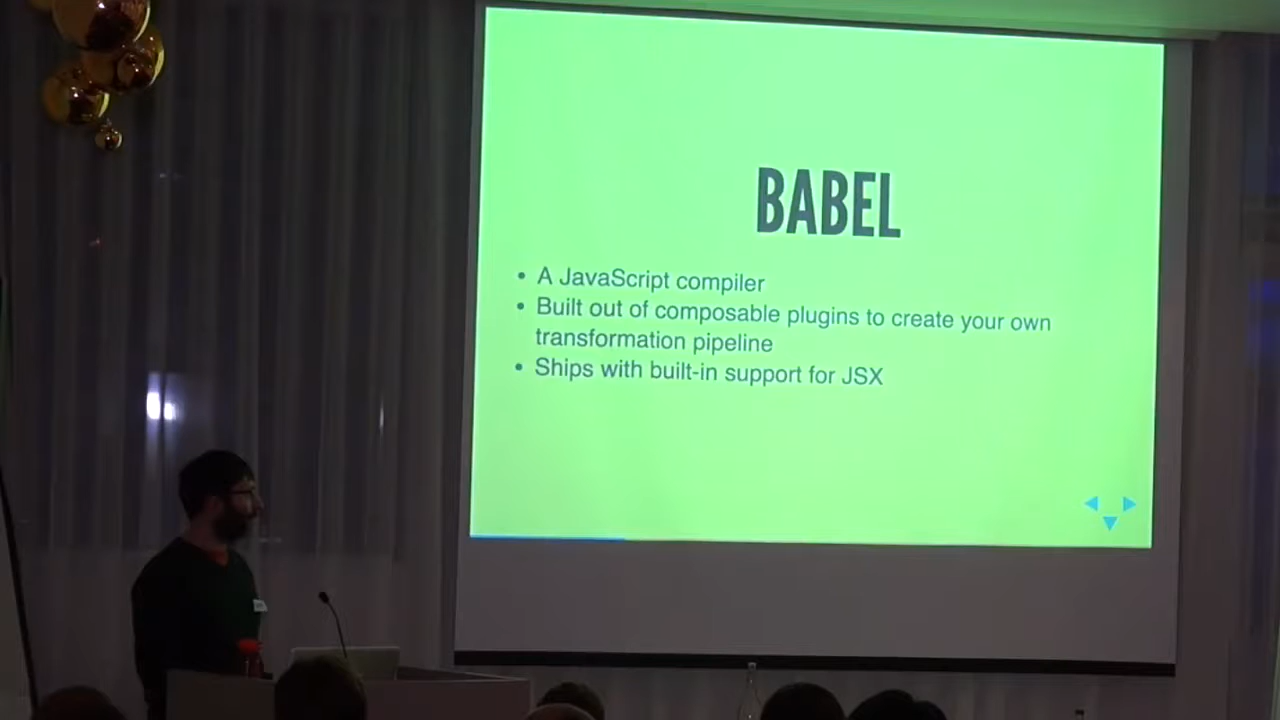 BABEL
• A JavaScript compiler
• Built out of composable plugins to create your own
transformation pipeline
• Ships with built-in support for JSX